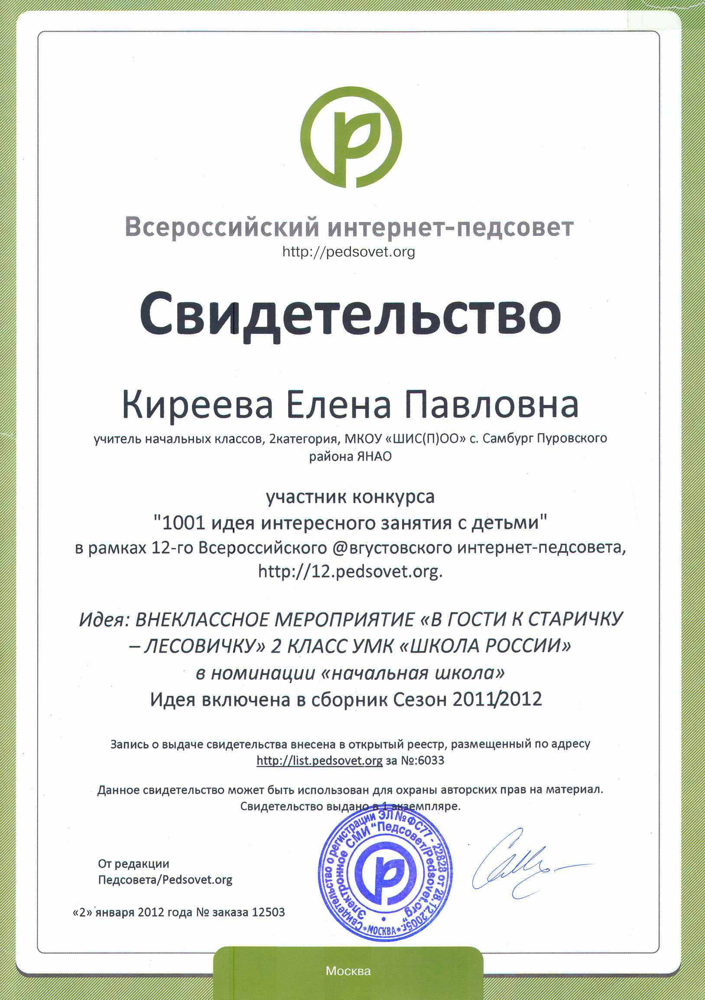 Всероссийский интернет-педсовет
http://pedsovet.org
Свидетельство
Киреева Елена Павловна
учитель начальных классов, 2категория, МКОУ «ШИС(П)ОО» с. Самбург Пуровского
района ЯНАО
участник конкурса
"1001 идея интересного занятия с детьми"
в рамках 12-го Всероссийского @вгустовского интернет-педсовета,
http://12.pedsovet.org.
Идея: ВНЕКЛАССНОЕ МЕРОПРИЯТИЕ «В ГОСТИ К СТАРИЧКУ
– ЛЕСОВИЧКУ» 2 КЛАСС УМК «ШКОЛА РОССИИ»
в номинации «начальная школа»
Идея включена в сборник Сезон 2011/2012
Запись о выдаче свидетельства внесена в открытый реестр, размещенный по адресу
http://list.pedsovet.org за №:6033
Данное свидетельство может быть использован для охраны авторских прав на материал.
Свидетельство выдано в 1 экземпляре.
Свидетельство о регистрации ЭЛ № ФС77 - 22828 от 28.12.2005г.
Электронное СМИ "Педсовет/Pedsovet.org"
*МОСКВА*
От редакции
Педсовета/Pedsovet.org
«2» января 2012 года № заказа 12503
Москва